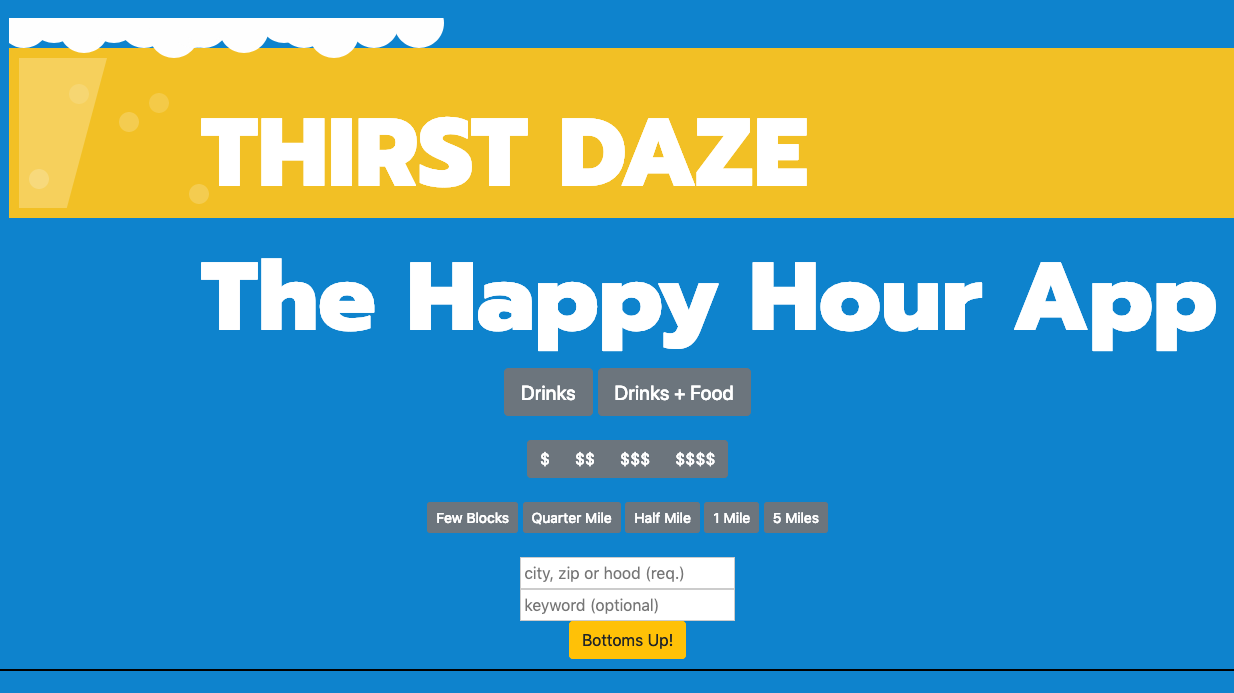 THIRST DAZE
The Happy Hour App
Drinks Drinks + Food
$ $$ $$$ $$$$
Few Blocks Quarter Mile Half Mile 1 Mile 5 Miles
city, zip or hood (req.)
keyword (optional)
Bottoms Up!